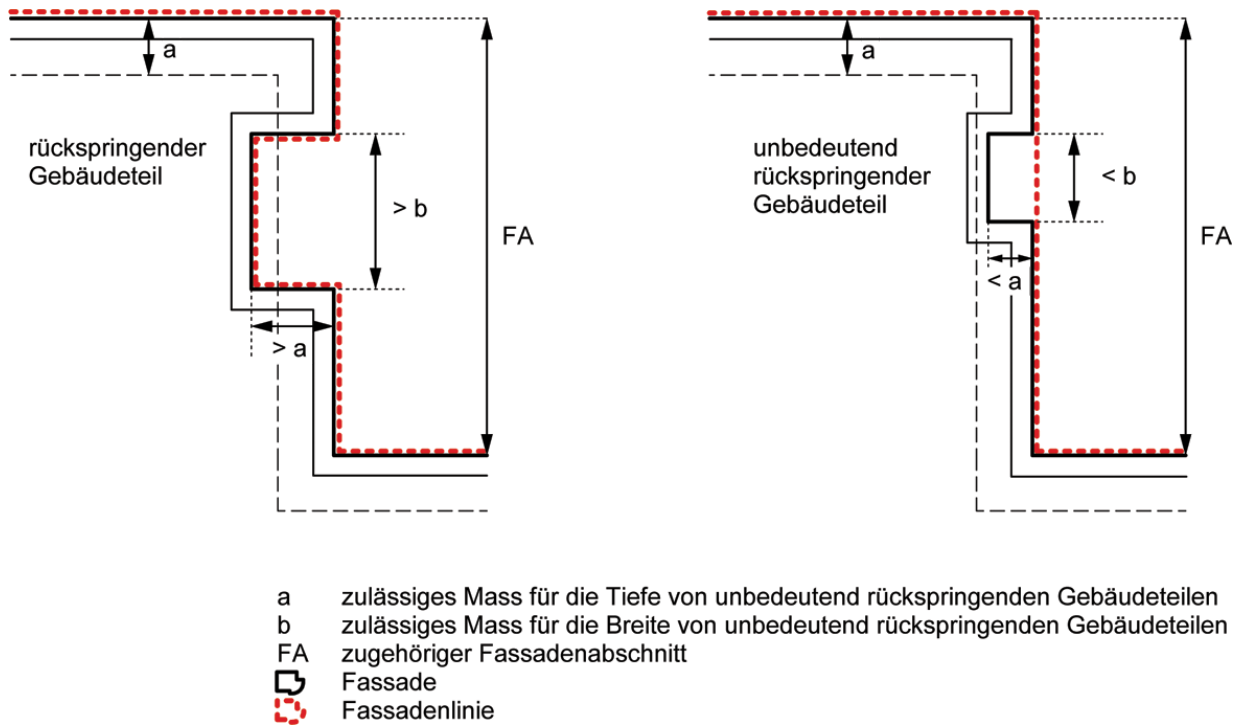 a
rückspringender
Gebäudeteil
> b
FA
> a
a
unbedeutend
rückspringender
Gebäudeteil
< b
FA
< a
a zulässiges Mass für die Tiefe von unbedeutend rückspringenden Gebäudeteilen
b zulässiges Mass für die Breite von unbedeutend rückspringenden Gebäudeteilen
FA zugehöriger Fassadenabschnitt
Fassade
Fassadenlinie